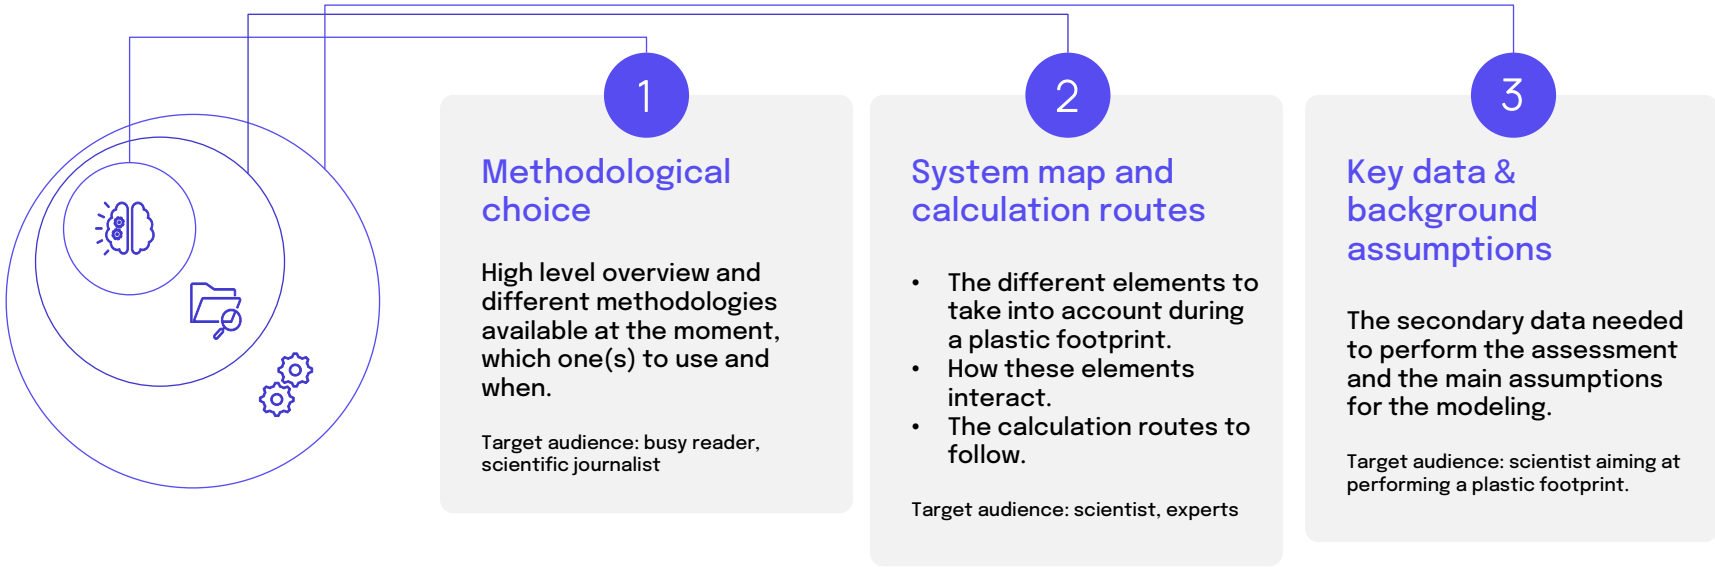 1
Methodological
choice
High level overview and
different methodologies
available at the moment,
which one(s) to use and
when.
Target audience: busy reader,
scientific journalist
2
System map and
calculation routes
• The different elements to
take into account during
a plastic footprint.
• How these elements
interact.
• The calculation routes to
follow.
Target audience: scientist, experts
3
Key data &
background
assumptions
The secondary data needed
to perform the assessment
and the main assumptions
for the modeling.
Target audience: scientist aiming at
performing a plastic footprint.